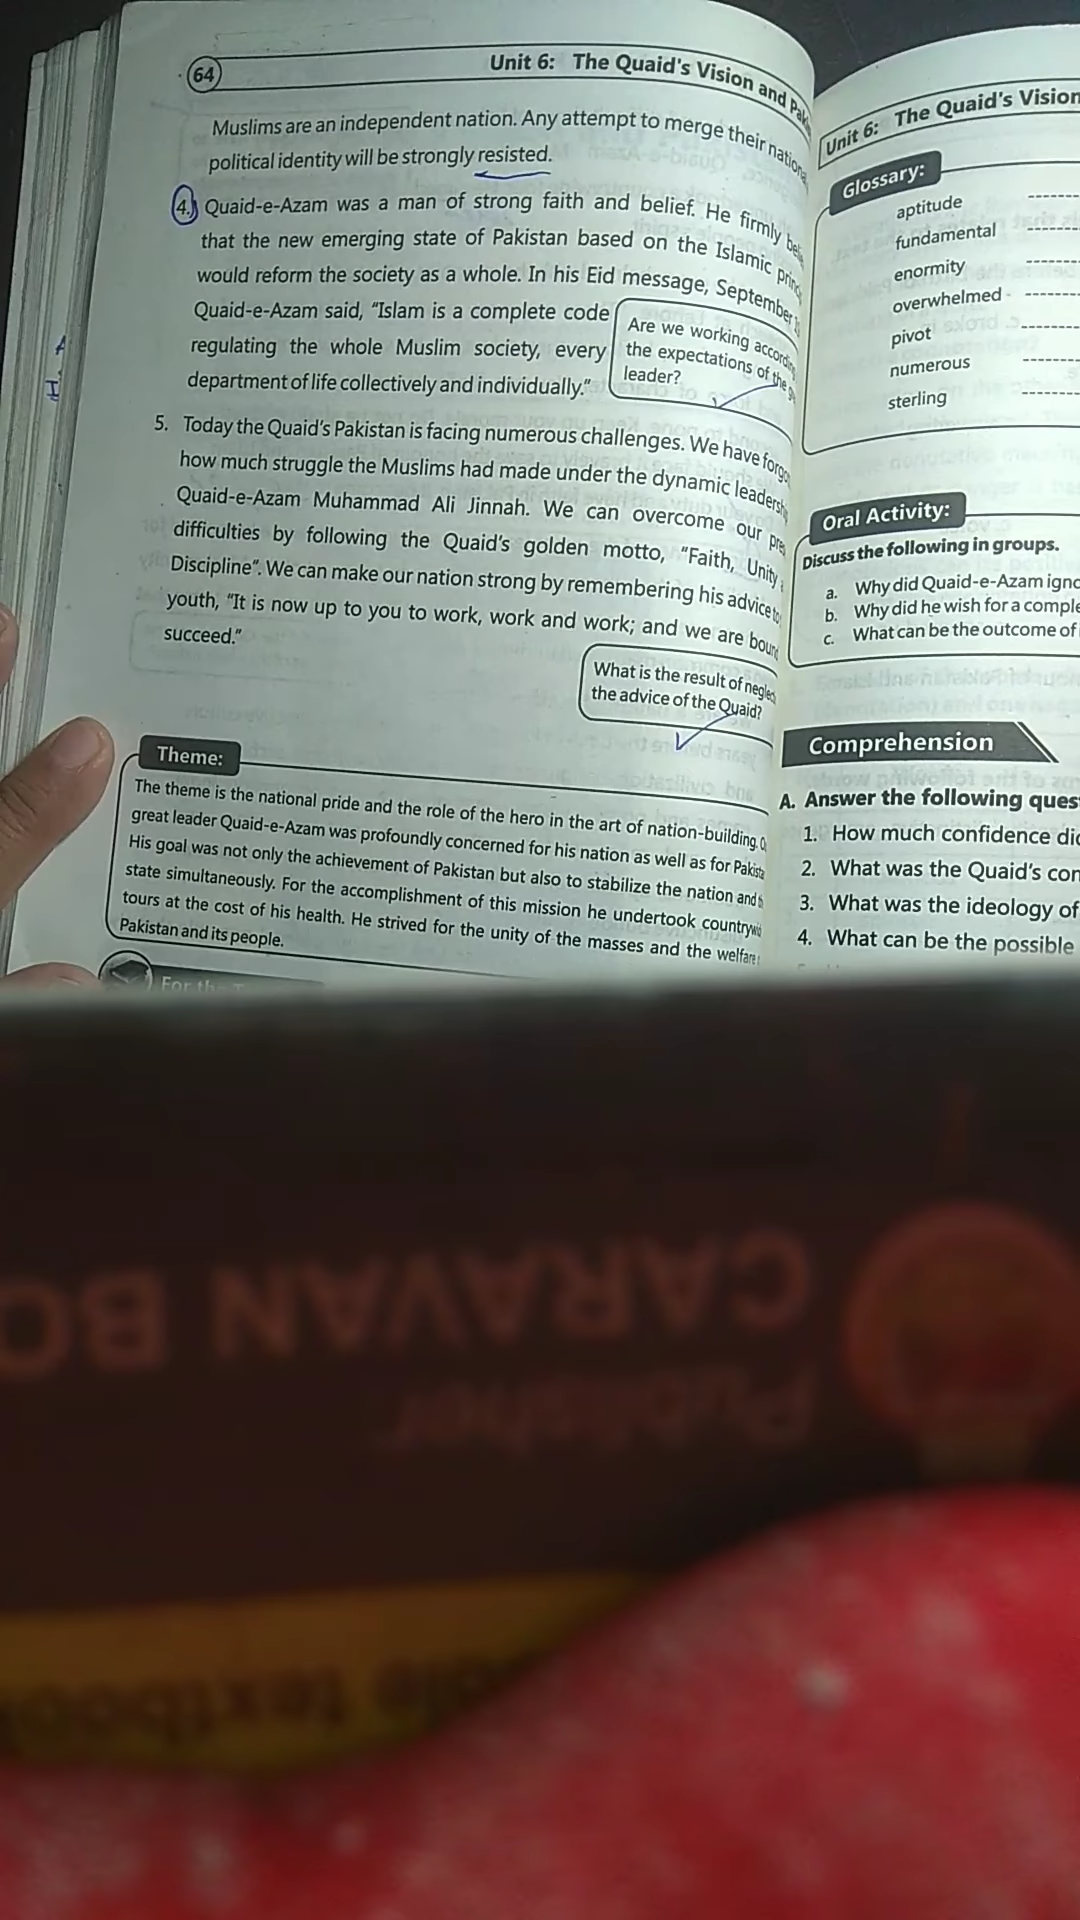 64
Unit 6: The Quaid's Vision and
Muslims are an independent nation. Any attempt to merge their
political identity will be strongly resisted.
4. Quaid-e-Azam was a man of strong faith and belief. He firmly
that the new emerging state of Pakistan based on the Islamic
would reform the society as a whole. In his Eid message, September
Quaid-e-Azam said, “Islam is a complete code
regulating the whole Muslim society, every
department of life collectively and individually.”
Are we working
the expectations of the
leader?
5. Today the Quaid's Pakistan is facing numerous challenges. We have
how much struggle the Muslims had made under the dynamic
Quaid-e-Azam Muhammad Ali Jinnah. We can overcome our
difficulties by following the Quaid's golden motto, “Faith, Unity
Discipline”. We can make our nation strong by remembering his advice
youth, “It is now up to you to work, work and work; and we are
succeed.”
What is the result of
the advice of the Quaid?
Theme:
The theme is the national pride and the role of the hero in the art of nation-building.
great leader Quaid-e-Azam was profoundly concerned for his nation as well as for
His goal was not only the achievement of Pakistan but also to stabilize the nation and
state simultaneously. For the accomplishment of this mission he undertook
tours at the cost of his health. He strived for the unity of the masses and the welfare
Pakistan and its people.
Unit 6: The Quaid's Vision
Glossary:
aptitude
fundamental
enormity
overwhelmed
pivot
numerous
sterling
Oral Activity:
Discuss the following in groups.
a. Why did Quaid-e-Azam
b. Why did he wish for a
c. What can be the outcome of
Comprehension
A. Answer the following
1. How much confidence
2. What was the Quaid's
3. What was the ideology of
4. What can be the possible
CARAVAN
Publisher